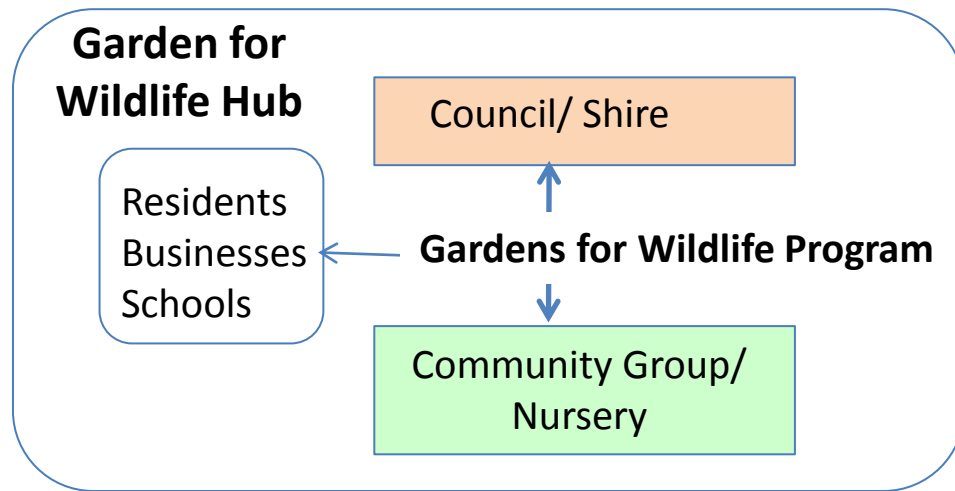 Garden for
Wildlife Hub
Council/ Shire
Residents
Businesses
Schools
Gardens for Wildlife Program
Community Group/
Nursery